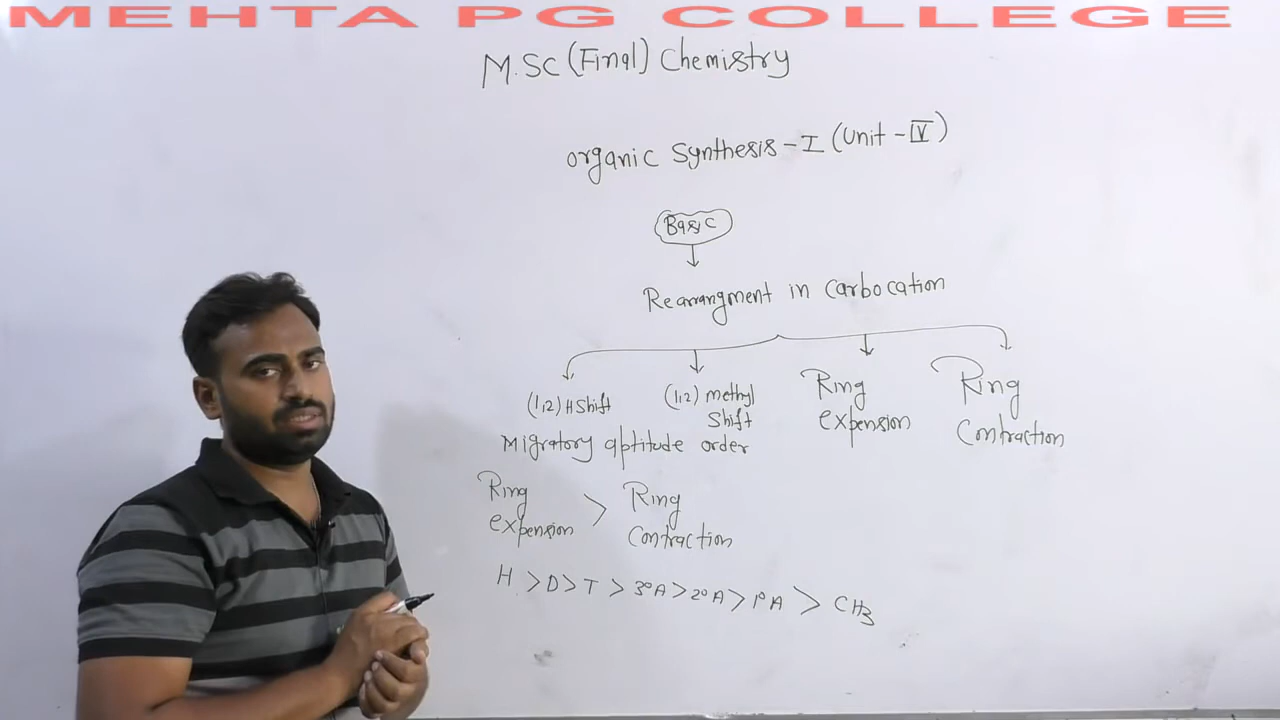 MEHTA PG COLLEGE
M.SC (Final) Chemistry
organic Synthesis - I (Unit - IV)
Basic
Rearrangment in carbocation
(1,2) H Shift
(1,2) methyl
Shift
Ring
expension
Ring
Contraction
Migratory aptitude order
Ring
expension
>
Ring
Contraction
H > D > T > 3°A > 2°A > 1°A > CH3